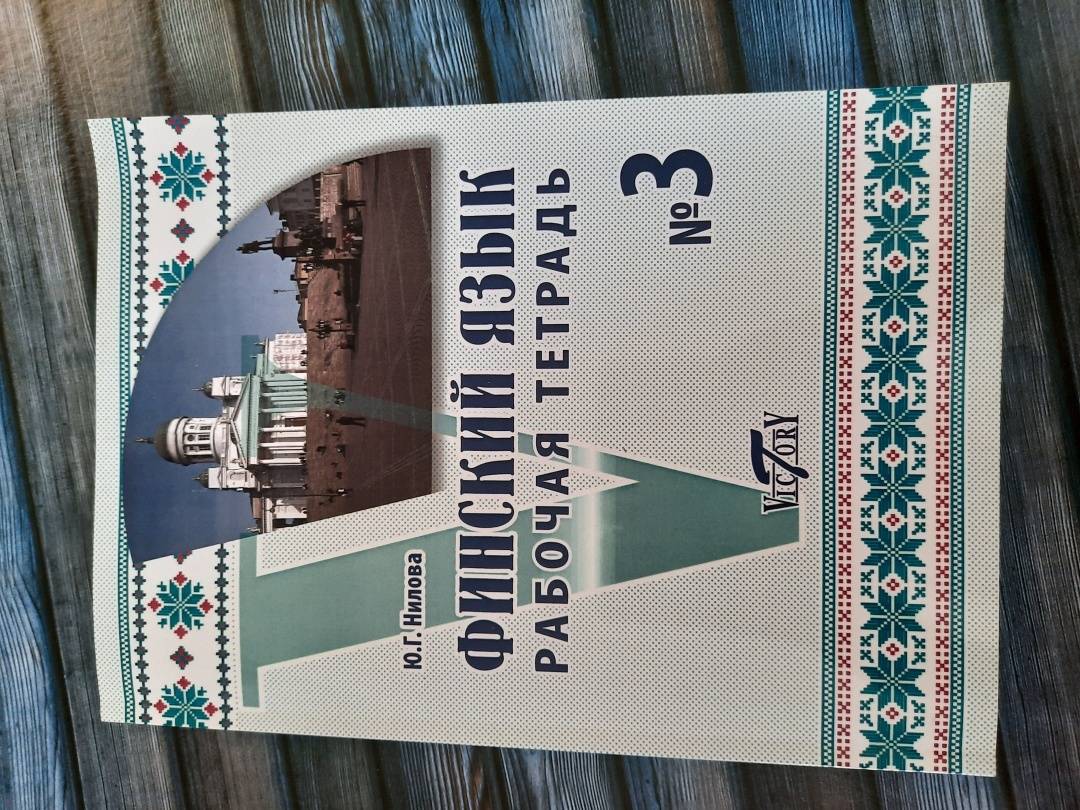 Ю.Г. Нилова
ФИНСКИЙ ЯЗЫК
РАБОЧАЯ ТЕТРАДЬ
№3
VICTORY